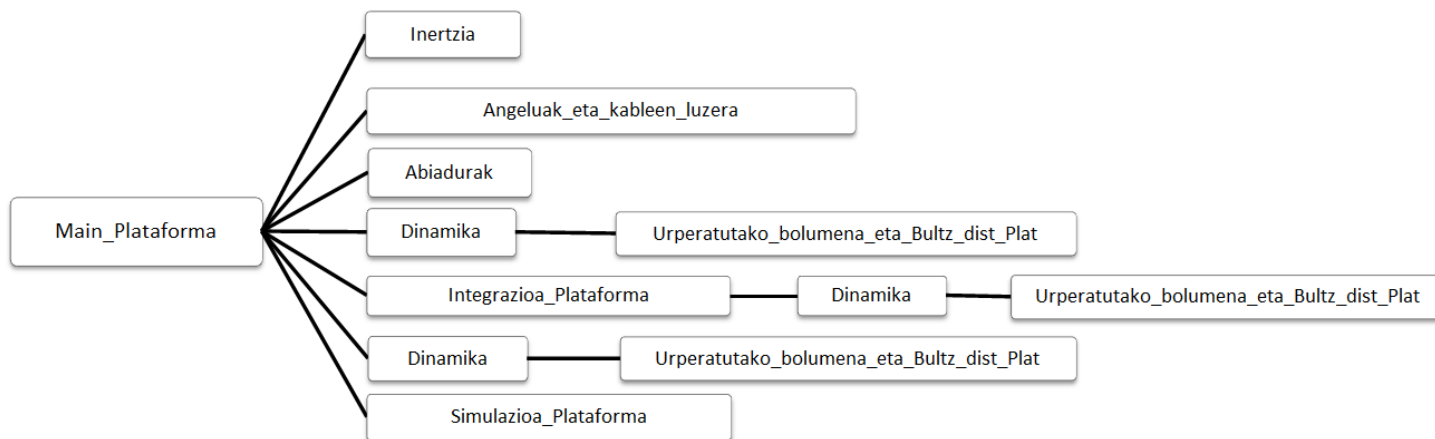 Inertzia
Angeluak_eta_kableen_luzera
Abiadurak
Main_Plataforma
Dinamika
Urperatutako_bolumena_eta_Bultz_dist_Plat
Integrazioa_Plataforma
Dinamika
Urperatutako_bolumena_eta_Bultz_dist_Plat
Dinamika
Urperatutako_bolumena_eta_Bultz_dist_Plat
Simulazioa_Plataforma